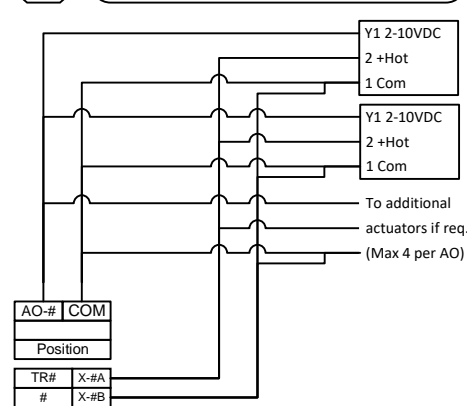 Y1 2-10VDC
2 +Hot
1 Com
Y1 2-10VDC
2 +Hot
1 Com
To additional
actuators if req.
(Max 4 per AO)
AO-# COM
Position
TR# X-#A
# X-#B